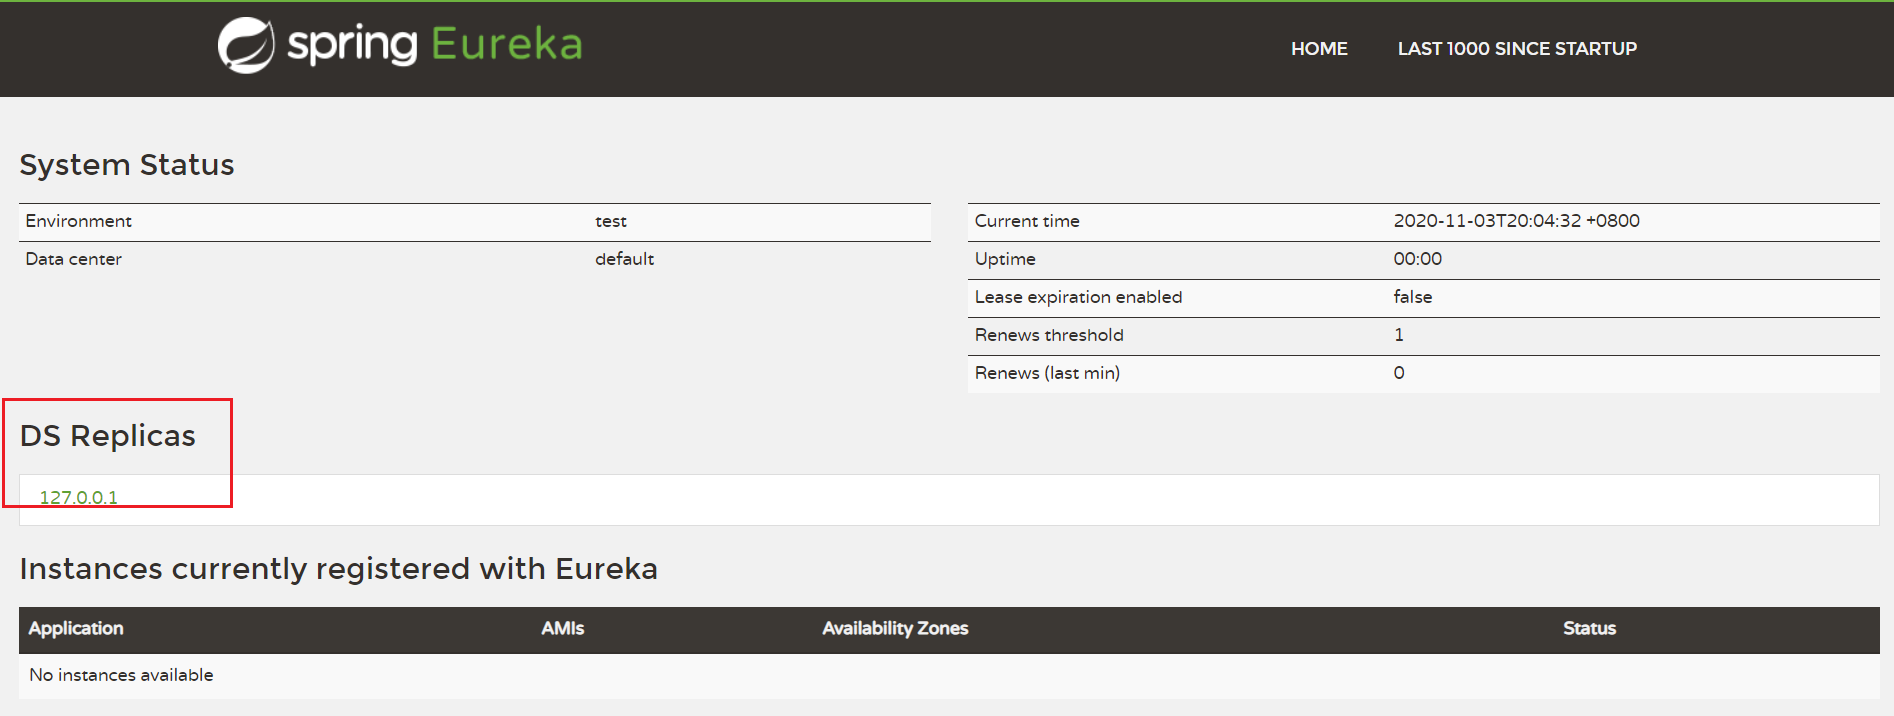 spring Eureka
HOME LAST 1000 SINCE STARTUP
System Status
Environment test
Data center default
Current time 2020-11-03T20:04:32 +0800
Uptime 00:00
Lease expiration enabled false
Renews threshold 1
Renews (last min) 0
DS Replicas
127.0.0.1
Instances currently registered with Eureka
Application AMIs Availability Zones Status
No instances available